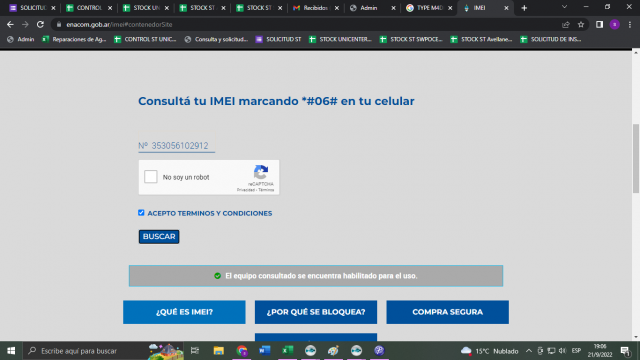 SOLICITUD
CONTROL
STOCK UN
STOCK ST
STOCK ST
Recibidos
Admin
TYPE M40
IMEI
enacom.gob.ar/imei#contenedorSite
Admin
Reparaciones de Ag...
CONTROL ST UNIC...
Consulta y solicitud...
SOLICITUD ST
STOCK UNICENTER...
STOCK ST SWPOCE...
STOCK ST Avellane...
SOLICITUD DE INS...
Consultá tu IMEI marcando *#06# en tu celular
Nº 353056102912
No soy un robot
reCAPTCHA
Privacidad - Términos
ACEPTO TERMINOS Y CONDICIONES
BUSCAR
El equipo consultado se encuentra habilitado para el uso.
¿QUÉ ES IMEI?
¿POR QUÉ SE BLOQUEA?
COMPRA SEGURA
Escribe aquí para buscar
15°C Nublado
ESP
19:06
21/9/2022